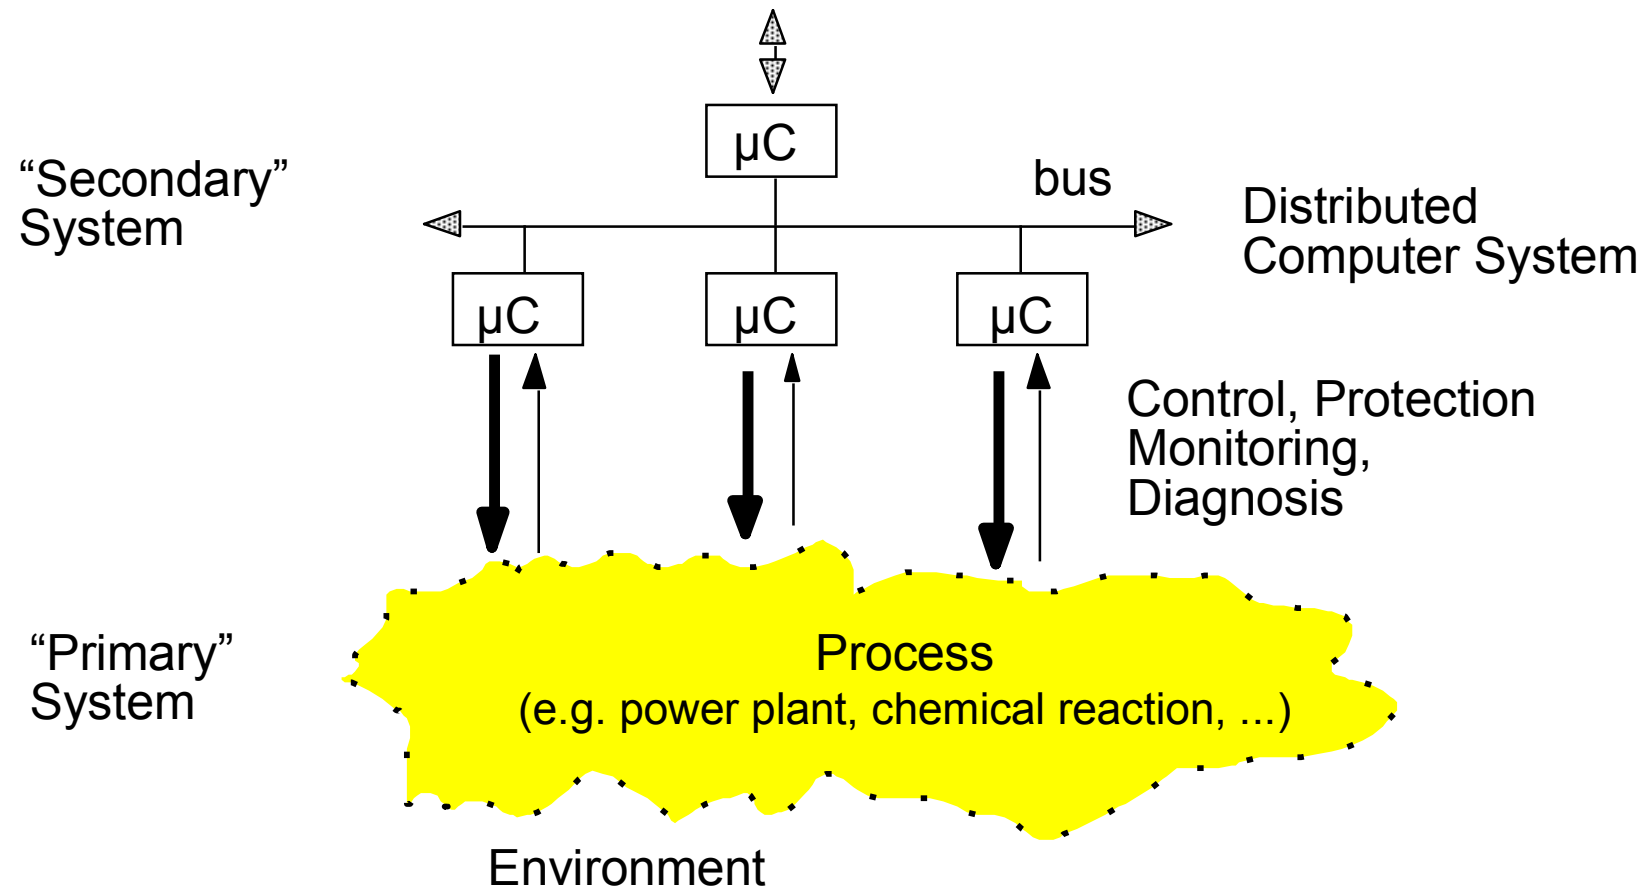 µC
“Secondary”
System
bus
Distributed
Computer System
µC
µC
µC
Control, Protection
Monitoring,
Diagnosis
“Primary”
System
Process
(e.g. power plant, chemical reaction, ...)
Environment